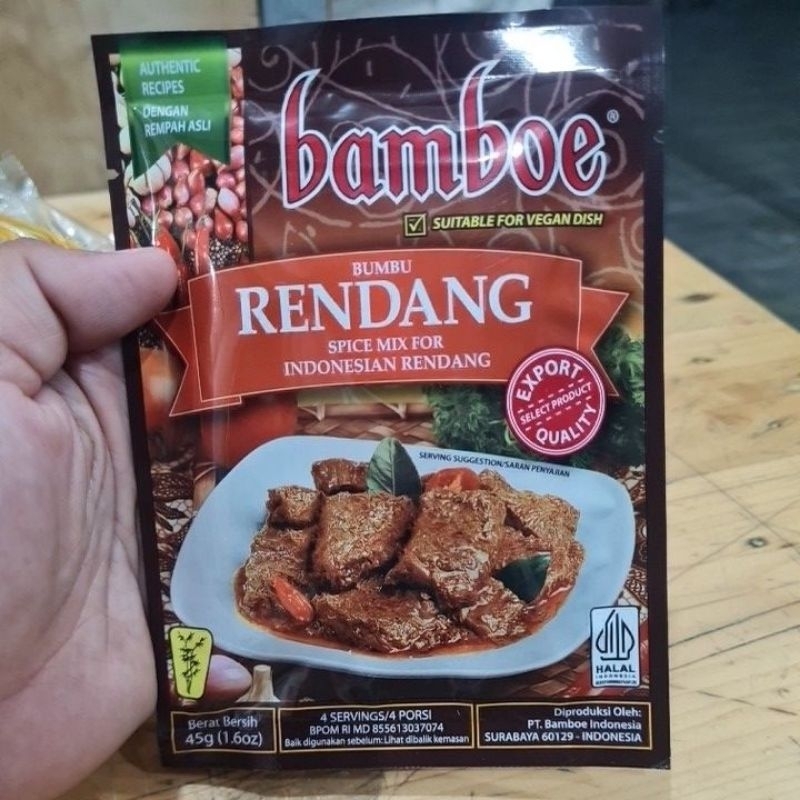 AUTHENTIC
RECIPES
DENGAN
REMPAH ASLI
bamboe®
SUITABLE FOR VEGAN DISH
BUMBU
RENDANG
SPICE MIX FOR
INDONESIAN RENDANG
EXPORT
SELECT PRODUCT
QUALITY
SERVING SUGGESTION/SARAN PENYAJIAN
HALAL
INDONESIA
Berat Bersih
45g (1.6oz)
4 SERVINGS/4 PORSI
BPOM RI MD 855613037074
Baik digunakan sebelum: Lihat dibalik kemasan
Diproduksi Oleh:
PT. Bamboe Indonesia
SURABAYA 60129 - INDONESIA